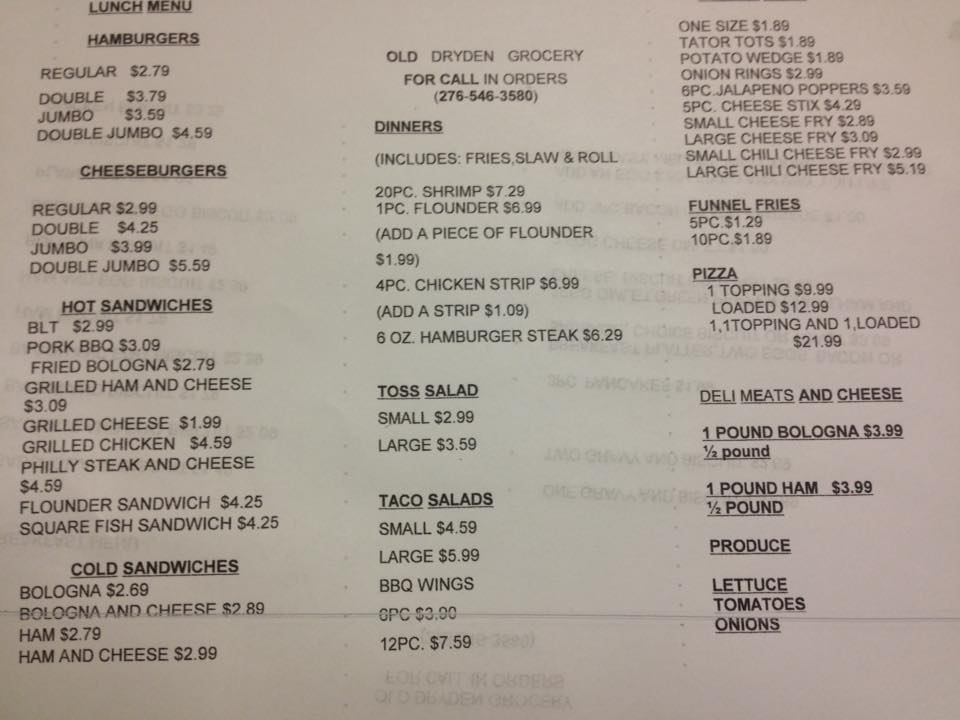 LUNCH MENU
HAMBURGERS
REGULAR $2.79
DOUBLE $3.79
JUMBO $3.59
DOUBLE JUMBO $4.59
CHEESEBURGERS
REGULAR $2.99
DOUBLE $4.25
JUMBO $3.99
DOUBLE JUMBO $5.59
HOT SANDWICHES
BLT $2.99
PORK BBQ $3.09
FRIED BOLOGNA $2.79
GRILLED HAM AND CHEESE
$3.09
GRILLED CHEESE $1.99
GRILLED CHICKEN $4.59
PHILLY STEAK AND CHEESE
$4.59
FLOUNDER SANDWICH $4.25
SQUARE FISH SANDWICH $4.25
COLD SANDWICHES
BOLOGNA $2.69
BOLOGNA AND CHEESE $2.89
HAM $2.79
HAM AND CHEESE $2.99
OLD DRYDEN GROCERY
FOR CALL IN ORDERS
(276-546-3580)
DINNERS
(INCLUDES: FRIES,SLAW & ROLL
20PC. SHRIMP $7.29
1PC. FLOUNDER $6.99
(ADD A PIECE OF FLOUNDER
$1.99)
4PC. CHICKEN STRIP $6.99
(ADD A STRIP $1.09)
6 OZ. HAMBURGER STEAK $6.29
TOSS SALAD
SMALL $2.99
LARGE $3.59
TACO SALADS
SMALL $4.59
LARGE $5.99
BBQ WINGS
6PC
12PC. $7.59
ONE SIZE $1.89
TATOR TOTS $1.89
POTATO WEDGE $1.89
ONION RINGS $2.99
6PC.JALAPENO POPPERS $3.59
5PC. CHEESE STIX $4.29
SMALL CHEESE FRY $2.89
LARGE CHEESE FRY $3.09
SMALL CHILI CHEESE FRY $2.99
LARGE CHILI CHEESE FRY $5.19
FUNNEL FRIES
5PC.$1.29
10PC.$1.89
PIZZA
1 TOPPING $9.99
LOADED $12.99
1,1TOPPING AND 1,LOADED
$21.99
DELI MEATS AND CHEESE
1 POUND BOLOGNA $3.99
½ pound
1 POUND HAM $3.99
½ POUND
PRODUCE
LETTUCE
TOMATOES
ONIONS